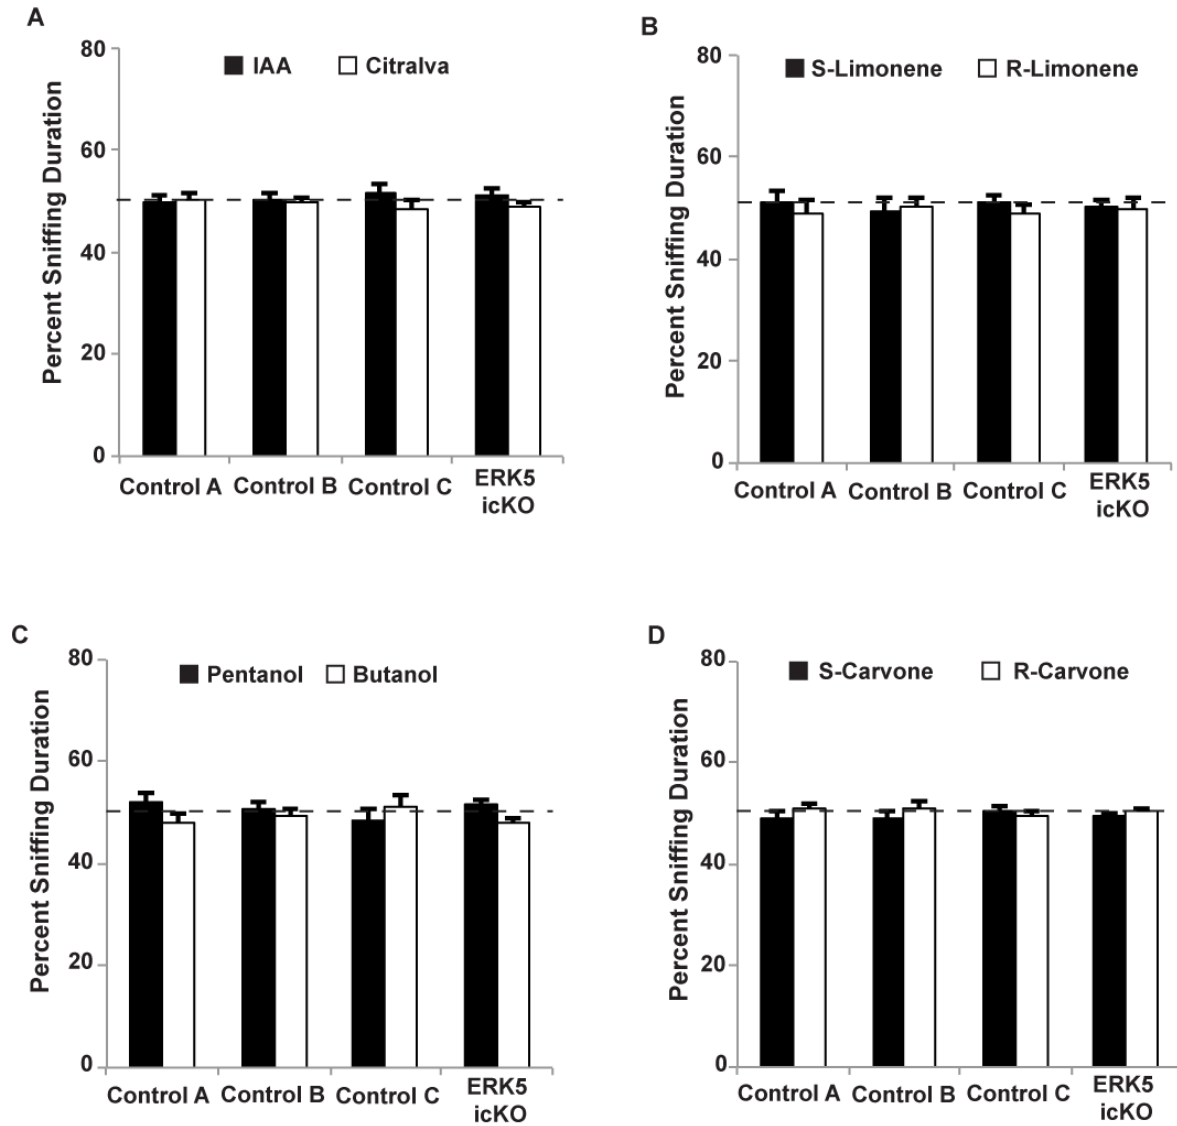 A
IAA Citralva
Percent Sniffing Duration
80
60
40
20
0
Control A Control B Control C ERK5
icKO
B
S-Limonene R-Limonene
Percent Sniffing Duration
80
60
40
20
0
Control A Control B Control C ERK5
icKO
C
Pentanol Butanol
Percent Sniffing Duration
80
60
40
20
0
Control A Control B Control C ERK5
icKO
D
S-Carvone R-Carvone
Percent Sniffing Duration
80
60
40
20
0
Control A Control B Control C ERK5
icKO